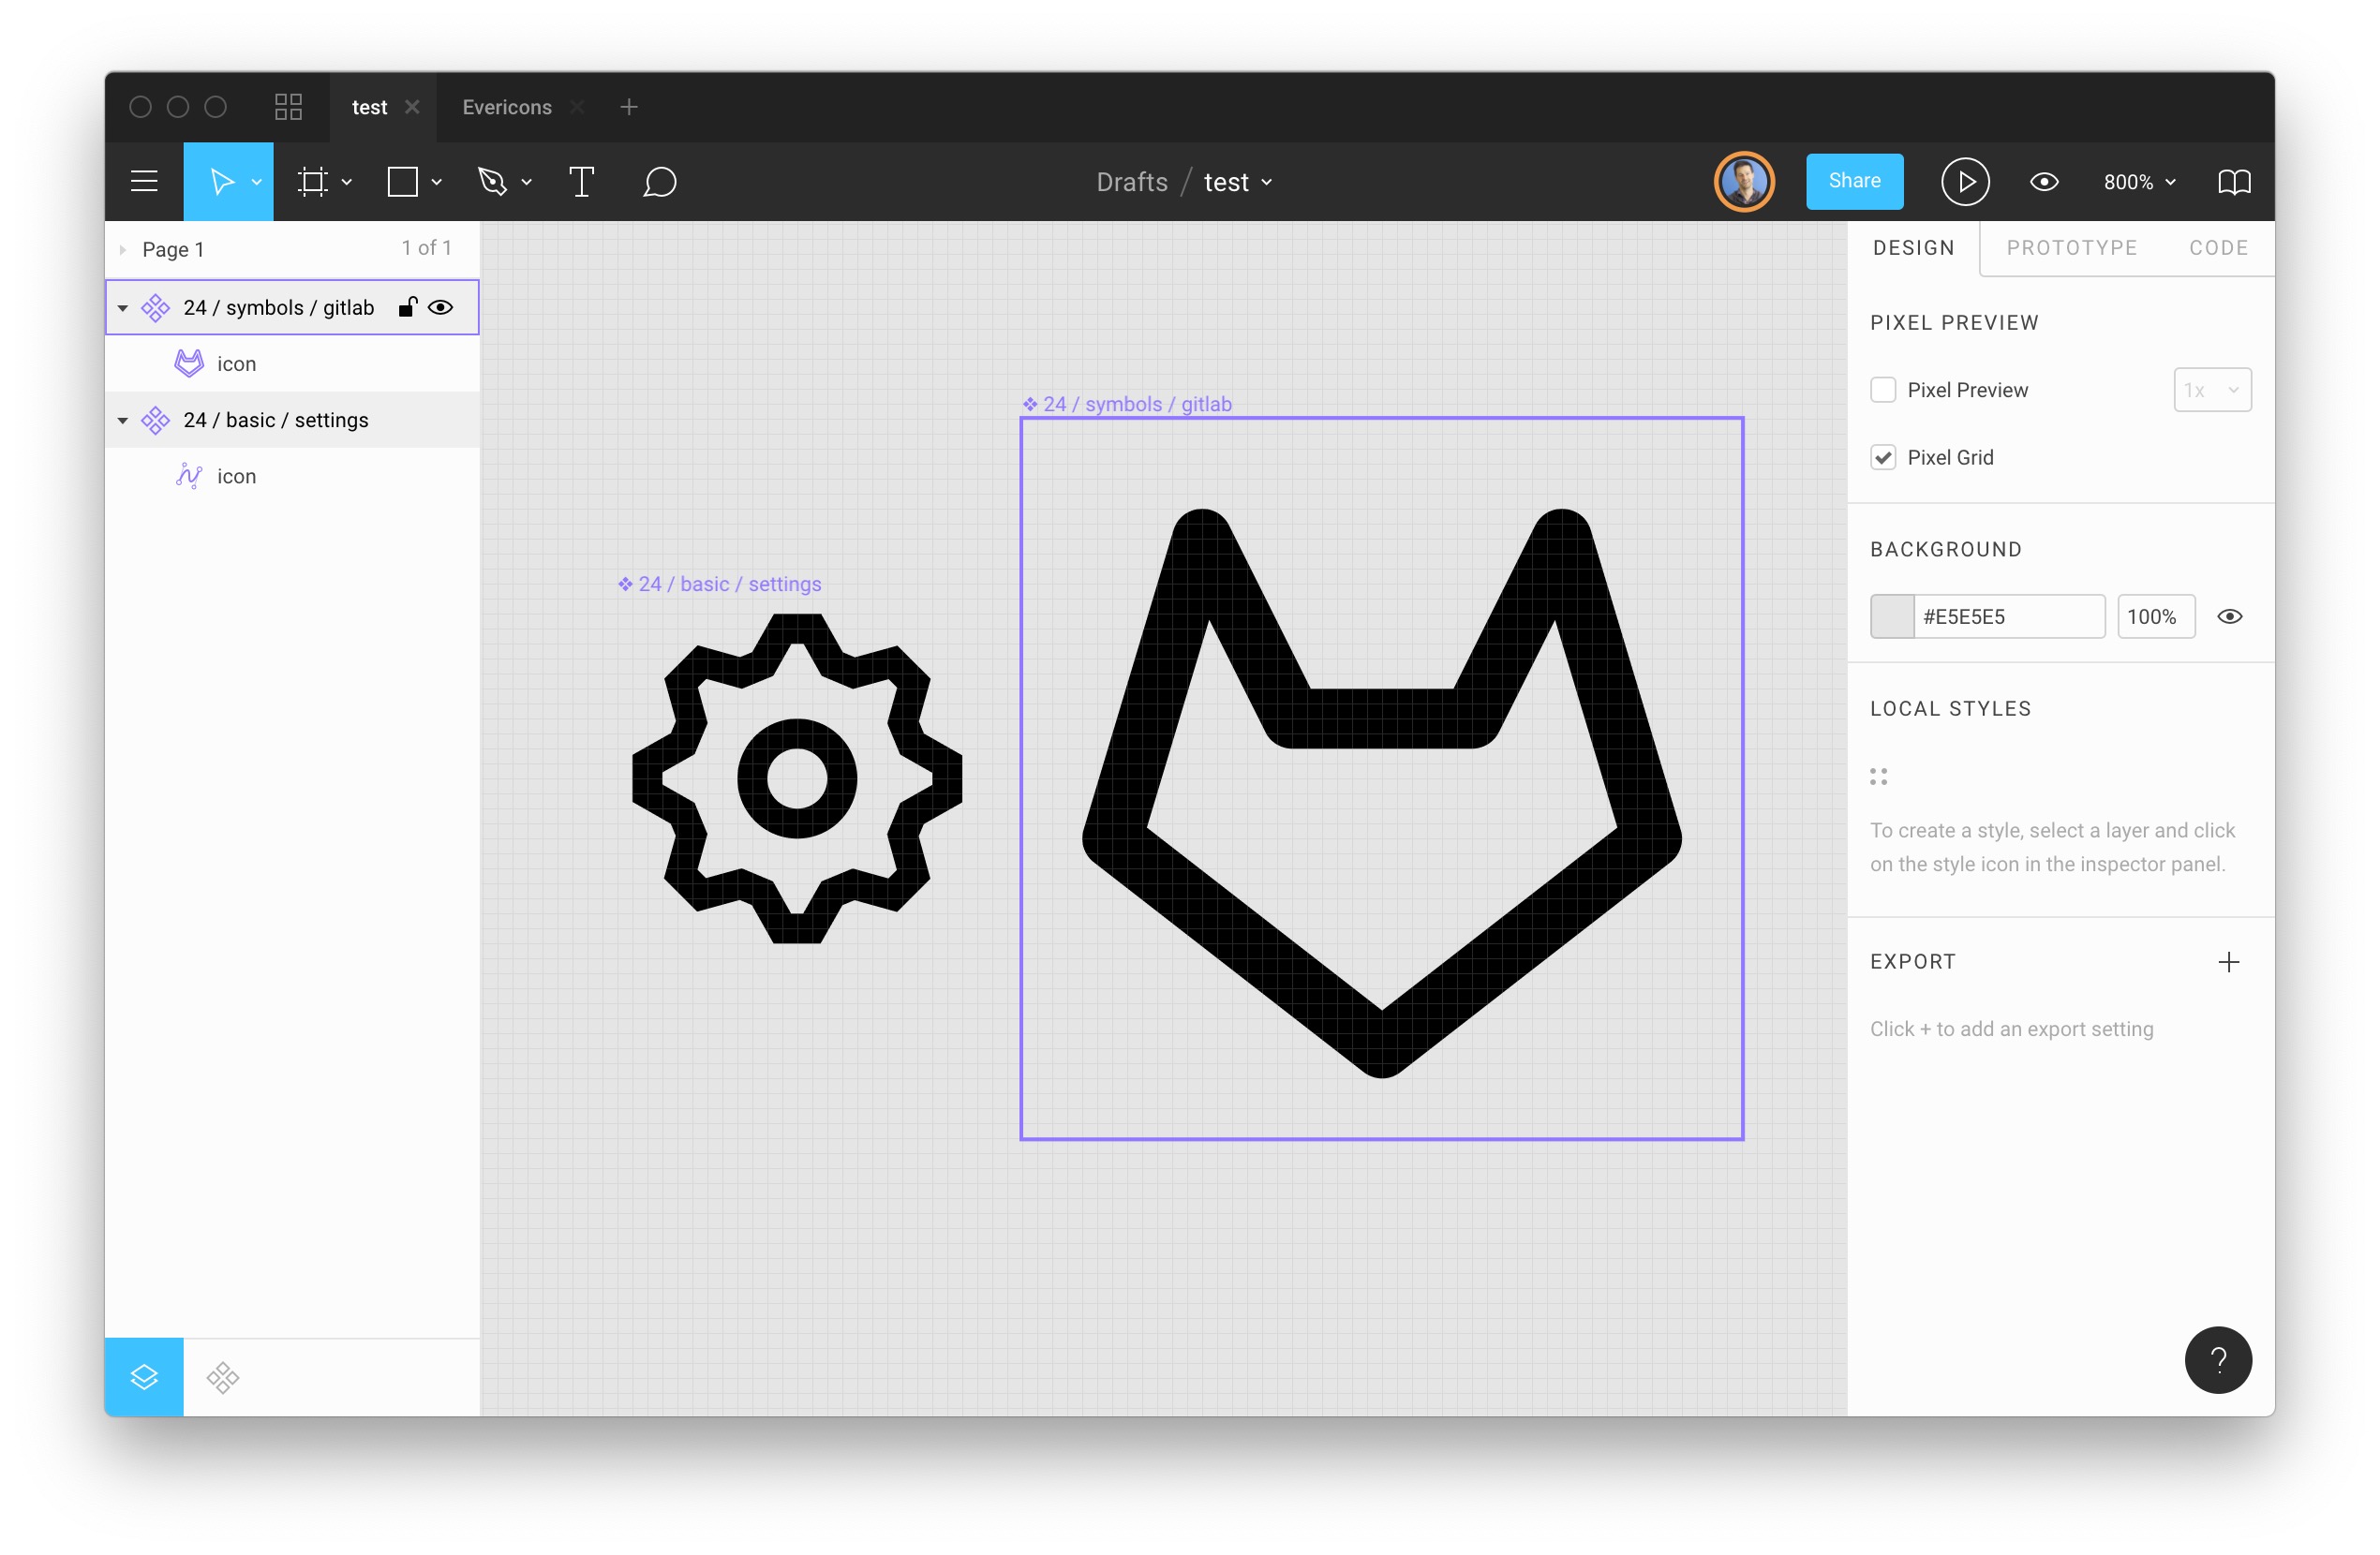 test
Evericons
Drafts / test
Share
800%
Page 1
1 of 1
24 / symbols / gitlab
icon
24 / basic / settings
icon
24 / symbols / gitlab
24 / basic / settings
DESIGN
PROTOTYPE
CODE
PIXEL PREVIEW
Pixel Preview
1x
Pixel Grid
BACKGROUND
#E5E5E5
100%
LOCAL STYLES
To create a style, select a layer and click
on the style icon in the inspector panel.
EXPORT
Click + to add an export setting
?